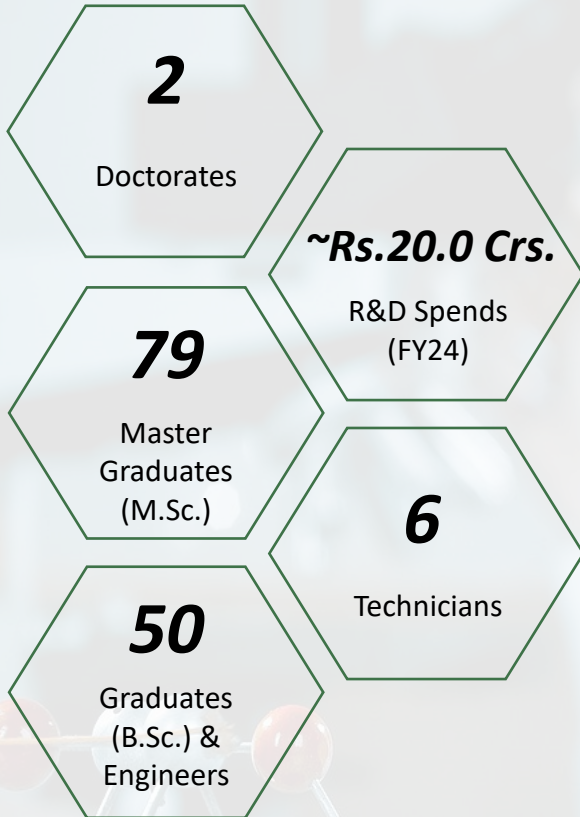 2
Doctorates
~Rs.20.0 Crs.
R&D Spends
(FY24)
79
Master
Graduates
(M.Sc.)
6
Technicians
50
Graduates
(B.Sc.) &
Engineers